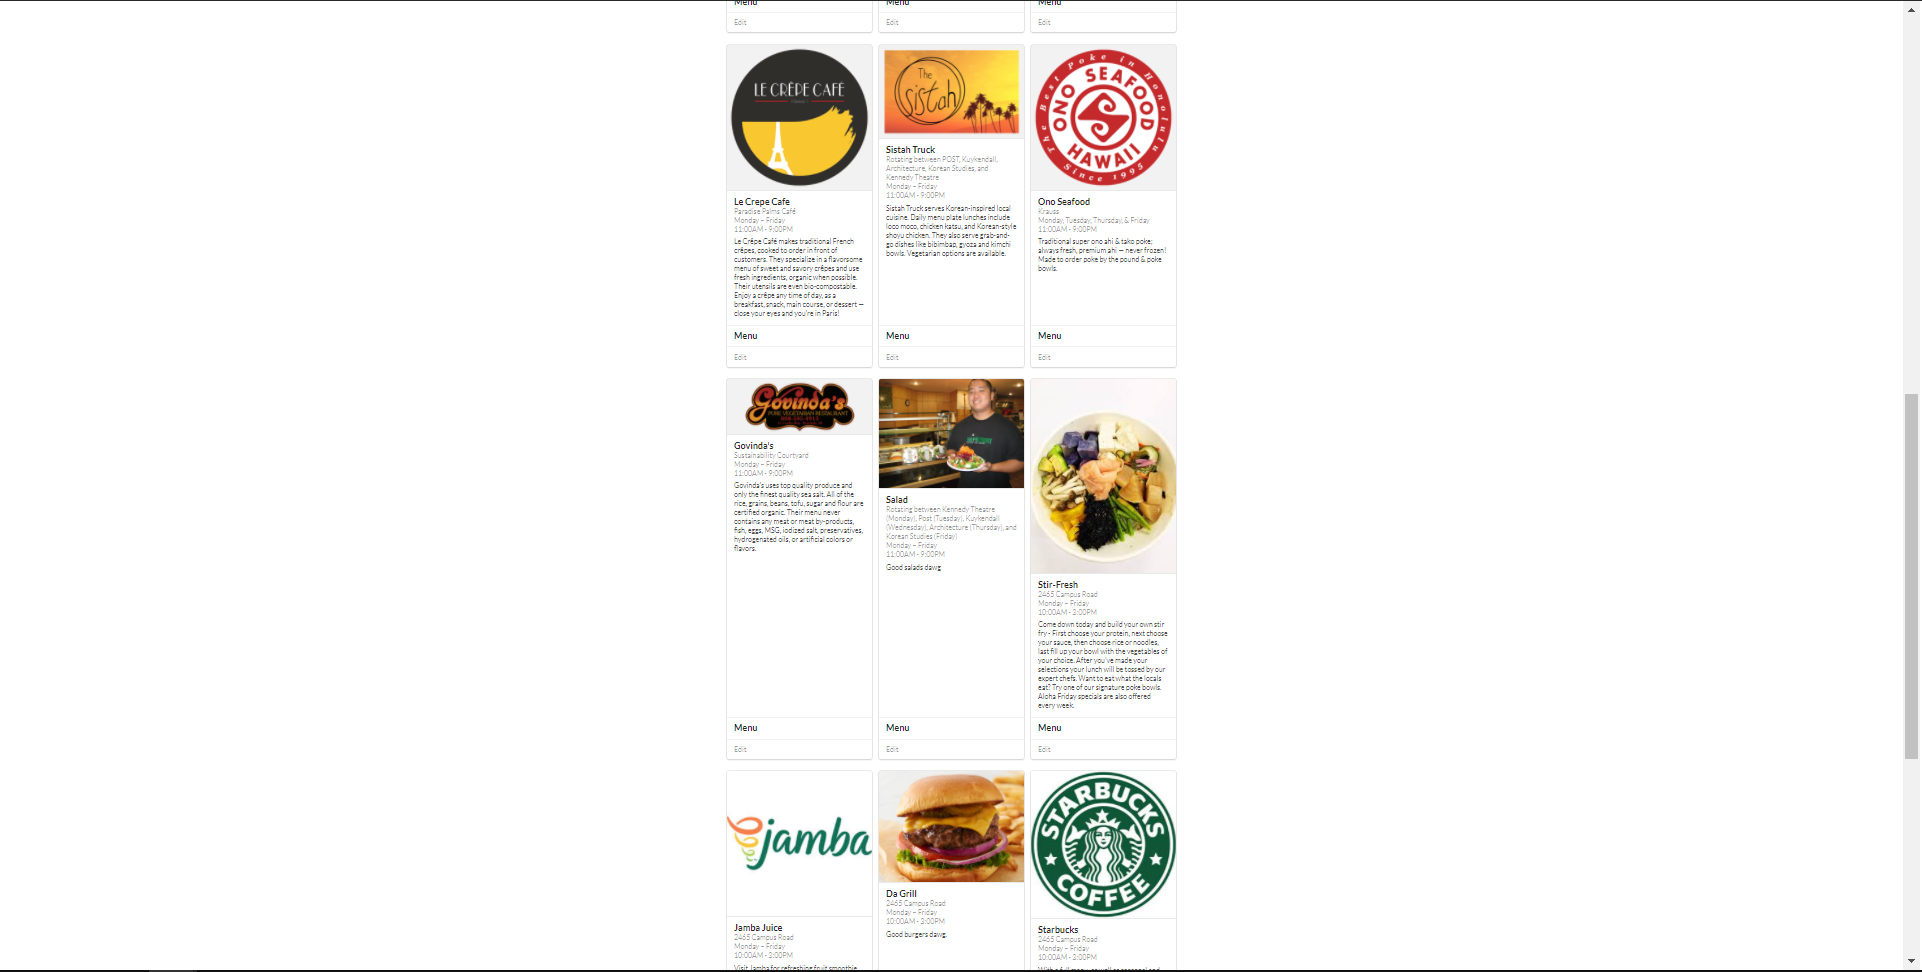 Menu
Menu
Menu
Edit
Edit
Edit
LE CRÊPE CAFÉ
Le Crepe Cafe
Paradise Palms Café
Monday – Friday
11:00AM - 9:00PM
Le Crêpe Café makes traditional French
crêpes, cooked to order in front of
customers. They specialize in a flavorsome
menu of sweet and savory crêpes and use
fresh ingredients, organic when possible.
Their utensils are even bio-compostable.
Enjoy a crêpe any time of day, as a
breakfast, snack, main course, or dessert —
close your eyes and you're in Paris!
Menu
Edit
The
Sistah
Sistah Truck
Rotating between POST, Kuykendall,
Architecture, Korean Studies, and
Kennedy Theatre
Monday – Friday
11:00AM - 9:00PM
Sistah Truck serves Korean-inspired local
cuisine. Daily menu plate lunches include
loco moco, chicken katsu, and Korean-style
shoyu chicken. They also serve grab-and-
go dishes like bibimbap, gyoza and kimchi
bowls. Vegetarian options are available.
Menu
Edit
The Best Poke in Honolulu
ONO SEAFOOD
HAWAII
Since 1995
Ono Seafood
Krauss
Monday, Tuesday, Thursday, & Friday
11:00AM - 9:00PM
Traditional super ono ahi & tako poke;
always fresh, premium ahi — never frozen!
Made to order poke by the pound & poke
bowls.
Menu
Edit
Govinda's
PURE VEGETARIAN RESTAURANT
Govinda's
Sustainability Courtyard
Monday – Friday
11:00AM - 9:00PM
Govinda's uses top quality produce and
only the finest quality sea salt. All of the
rice, grains, beans, tofu, sugar and flour are
certified organic. Their menu never
contains any meat or meat by-products,
fish, eggs, MSG, iodized salt, preservatives,
hydrogenated oils, or artificial colors or
flavors.
Menu
Edit
Salad
Rotating between Kennedy Theatre
(Monday), Post (Tuesday), Kuykendall
(Wednesday), Architecture (Thursday), and
Korean Studies (Friday)
Monday – Friday
11:00AM - 9:00PM
Good salads dawg
Menu
Edit
Stir-Fresh
2465 Campus Road
Monday – Friday
10:00AM - 3:00PM
Come down today and build your own stir
fry - First choose your protein, next choose
your sauce, then choose rice or noodles,
last fill up your bowl with the vegetables of
your choice. After you've made your
selections your lunch will be tossed by our
expert chefs. Want to eat what the locals
eat? Try one of our signature poke bowls.
Aloha Friday specials are also offered
every week.
Menu
Edit
jamba
Jamba Juice
2465 Campus Road
Monday – Friday
10:00AM - 3:00PM
Visit Jamba for refreshing fruit smoothie
Da Grill
2465 Campus Road
Monday – Friday
10:00AM - 3:00PM
Good burgers dawg.
STARBUCKS
COFFEE
Starbucks
2465 Campus Road
Monday – Friday
10:00AM - 3:00PM